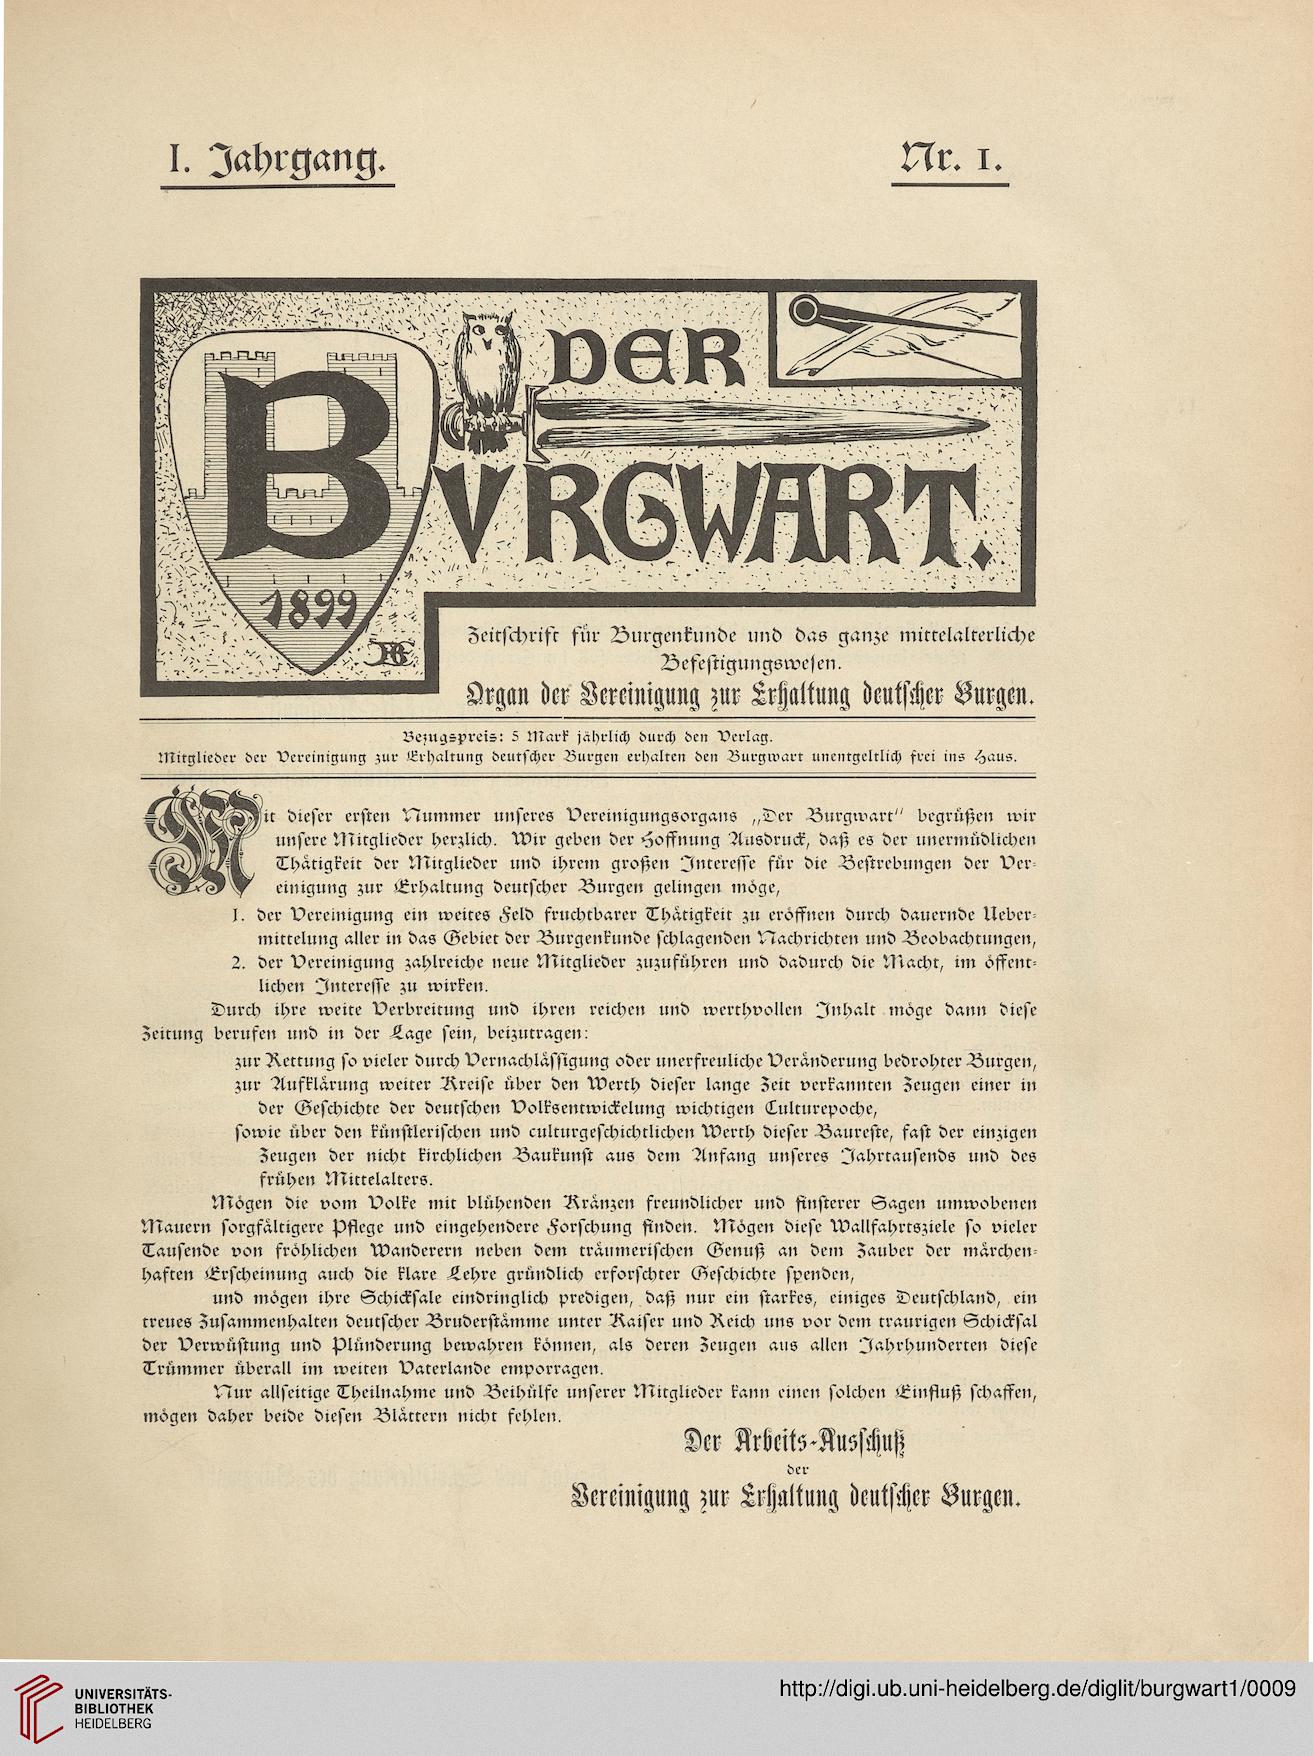 I. Jahrgang.
Nr. 1.
DER
BVRGWART.
1899
Zeitschrift für Burgenkunde und das ganze mittelalterliche
Befestigungswesen.
Organ der Vereinigung zur Erhaltung deutscher Burgen.
Bezugspreis: 5 Mark jährlich durch den Verlag.
Mitglieder der Vereinigung zur Erhaltung deutscher Burgen erhalten den Burgwart unentgeltlich frei ins Haus.
Mit dieser ersten Nummer unseres Vereinigungsorgans „Der Burgwart“ begrüßen wir
unsere Mitglieder herzlich. Wir geben der Hoffnung Ausdruck, daß es der unermüdlichen
Thätigkeit der Mitglieder und ihrem großen Interesse für die Bestrebungen der Ver-
einigung zur Erhaltung deutscher Burgen gelingen möge,
1. der Vereinigung ein weites Feld fruchtbarer Thätigkeit zu eröffnen durch dauernde Ueber-
mittelung aller in das Gebiet der Burgenkunde schlagenden Nachrichten und Beobachtungen,
2. der Vereinigung zahlreiche neue Mitglieder zuzuführen und dadurch die Macht, im öffent-
lichen Interesse zu wirken.
Durch ihre weite Verbreitung und ihren reichen und werthvollen Inhalt möge dann diese
Zeitung berufen und in der Lage sein, beizutragen:
zur Rettung so vieler durch Vernachlässigung oder unerfreuliche Veränderung bedrohter Burgen,
zur Aufklärung weiter Kreise über den Werth dieser lange Zeit verkannten Zeugen einer in
der Geschichte der deutschen Volksentwickelung wichtigen Culturepoche,
sowie über den künstlerischen und culturgeschichtlichen Werth dieser Baureste, fast der einzigen
Zeugen der nicht kirchlichen Baukunst aus dem Anfang unseres Jahrtausends und des
frühen Mittelalters.
Mögen die vom Volke mit blühenden Kränzen freundlicher und finsterer Sagen umwobenen
Mauern sorgfältigere Pflege und eingehendere Forschung finden. Mögen diese Wallfahrtsziele so vieler
Tausende von fröhlichen Wanderern neben dem träumerischen Genuß an dem Zauber der märchen-
haften Erscheinung auch die klare Lehre gründlich erforschter Geschichte spenden,
und mögen ihre Schicksale eindringlich predigen, daß nur ein starkes, einiges Deutschland, ein
treues Zusammenhalten deutscher Bruderstämme unter Kaiser und Reich uns vor dem traurigen Schicksal
der Verwüstung und Plünderung bewahren können, als deren Zeugen aus allen Jahrhunderten diese
Trümmer überall im weiten Vaterlande emporragen.
Nur allseitige Theilnahme und Beihülfe unserer Mitglieder kann einen solchen Einfluß schaffen,
mögen daher beide diesen Blättern nicht fehlen.
Der Arbeits-Ausschuß
der
Vereinigung zur Erhaltung deutscher Burgen.
UNIVERSITÄTS-
BIBLIOTHEK
HEIDELBERG
http://digi.ub.uni-heidelberg.de/diglit/burgwart1/0009